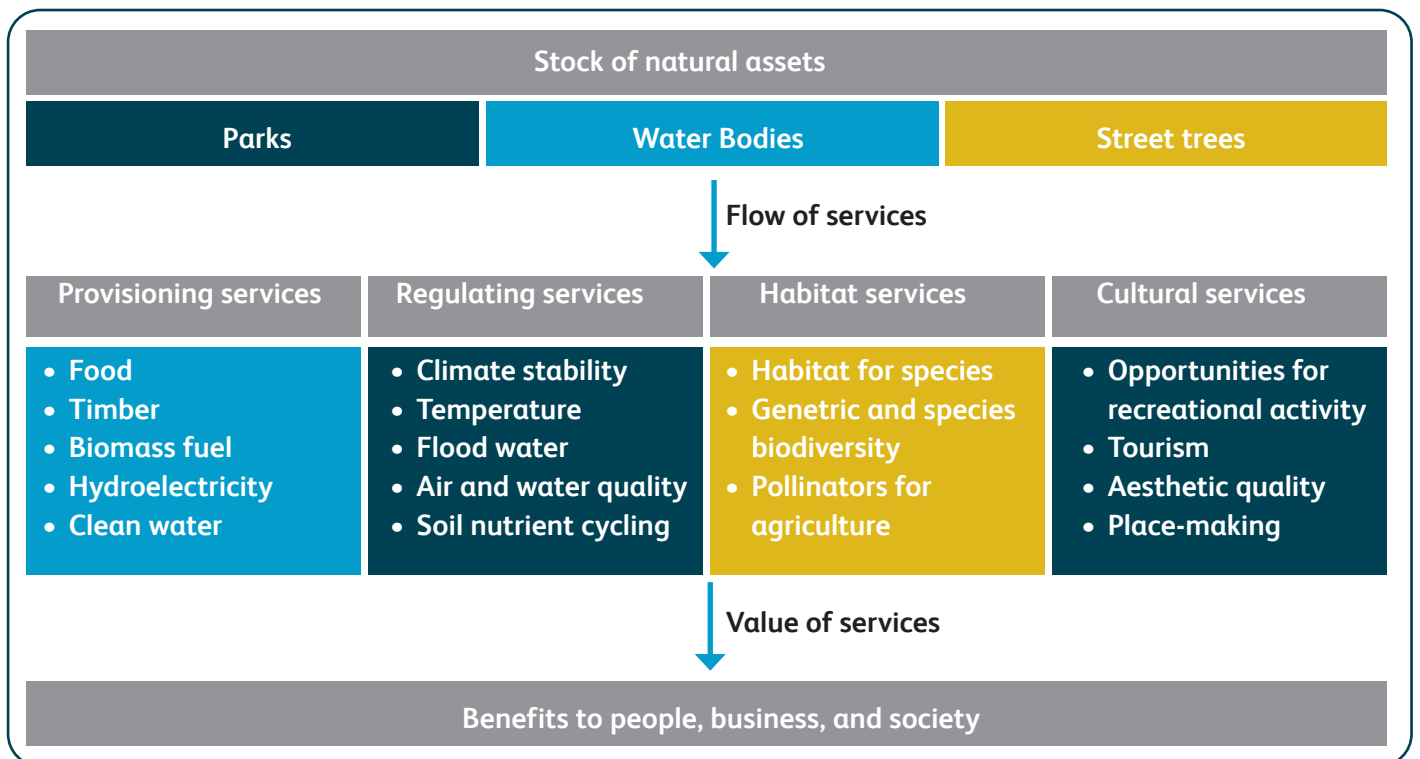 Stock of natural assets
Parks
Water Bodies
Street trees
Flow of services
Provisioning services
Regulating services
Habitat services
Cultural services
• Food
• Timber
• Biomass fuel
• Hydroelectricity
• Clean water
• Climate stability
• Temperature
• Flood water
• Air and water quality
• Soil nutrient cycling
• Habitat for species
• Genetric and species
biodiversity
• Pollinators for
agriculture
• Opportunities for
recreational activity
• Tourism
• Aesthetic quality
• Place-making
Value of services
Benefits to people, business, and society